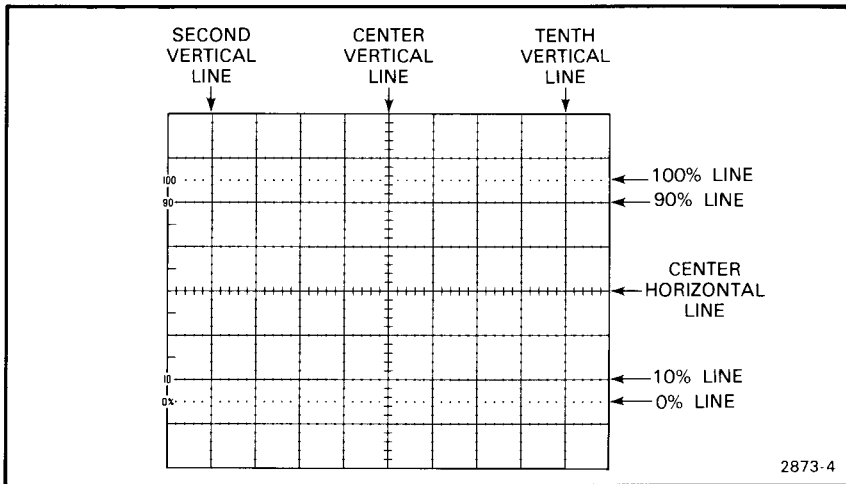 SECOND
VERTICAL
LINE
CENTER
VERTICAL
LINE
TENTH
VERTICAL
LINE
100
90
10
0%
100% LINE
90% LINE
CENTER
HORIZONTAL
LINE
10% LINE
0% LINE
2873-4